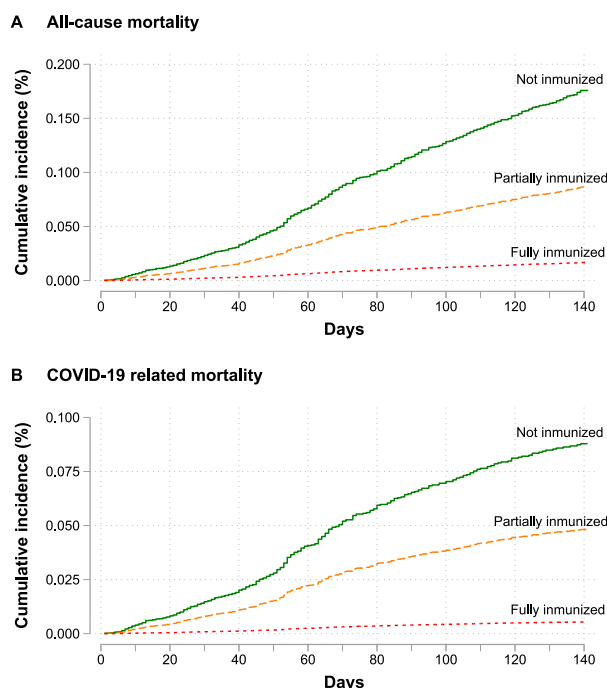 A All-cause mortality
Cumulative incidence (%)
0.200
0.150
0.100
0.050
0.000
Not inmunized
Partially inmunized
Fully inmunized
0 20 40 60 80 100 120 140
Days
B COVID-19 related mortality
Cumulative incidence (%)
0.100
0.075
0.050
0.025
0.000
Not inmunized
Partially inmunized
Fully inmunized
0 20 40 60 80 100 120 140
Days